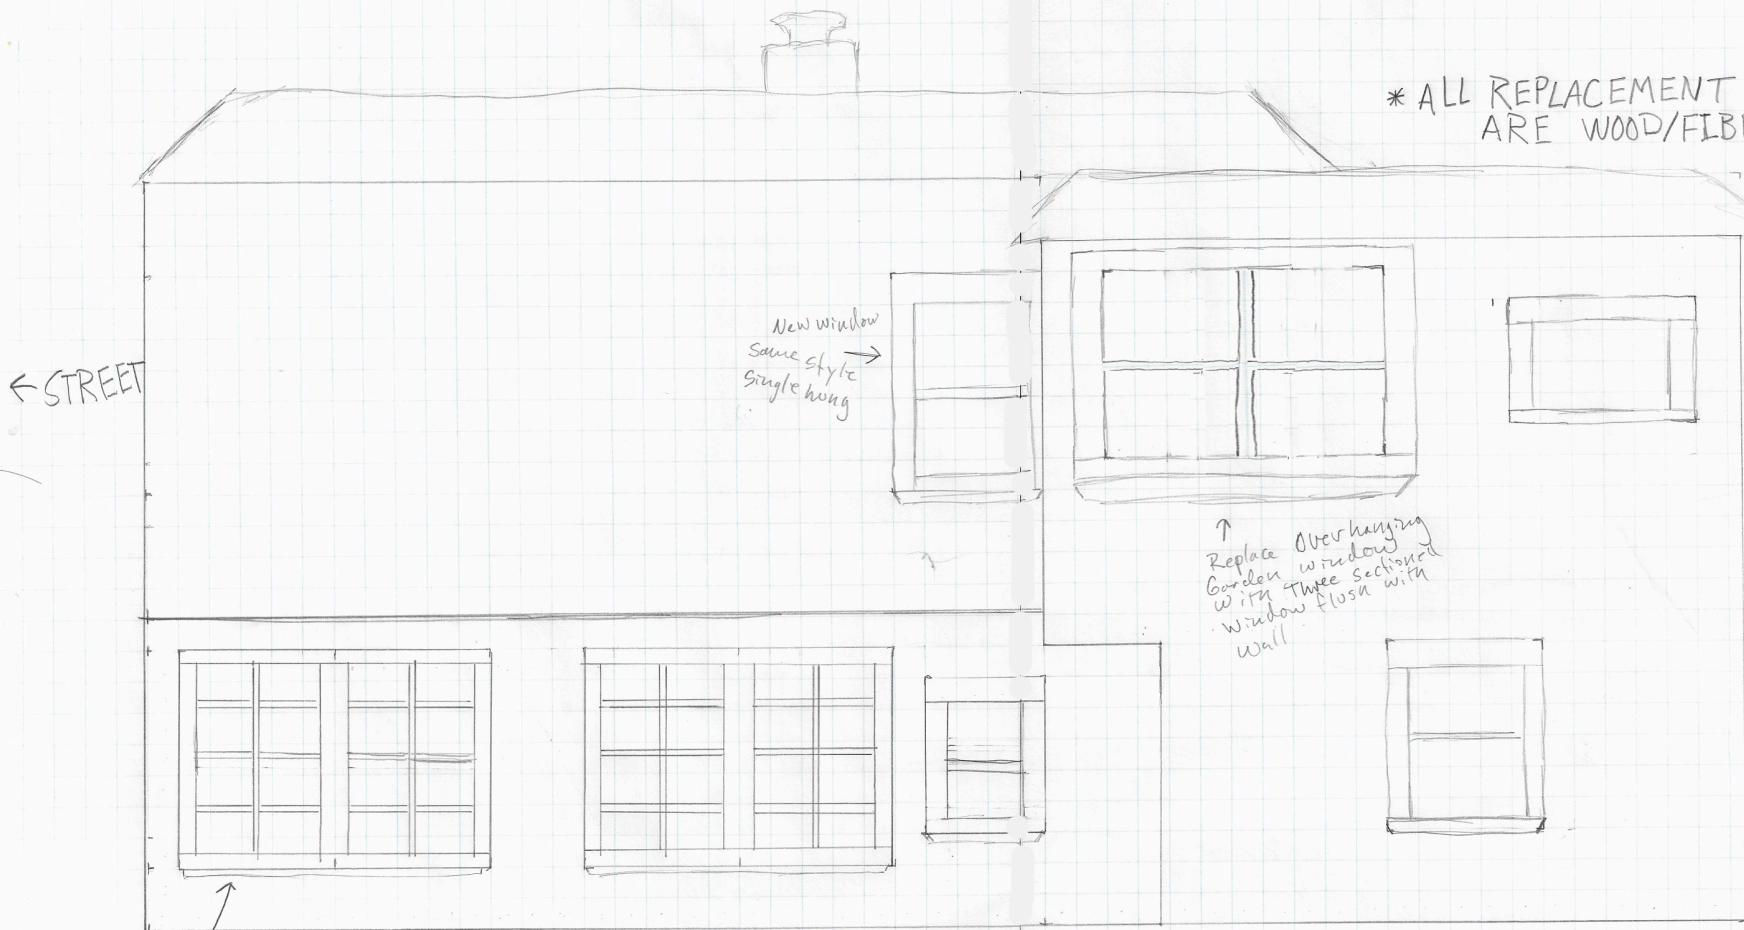 * ALL REPLACEMENT
ARE WOOD/FIB
← STREET
New window
Same style →
Single hung
↑
Replace Overhanging
Garden window
with three sectioned
window flush with
wall